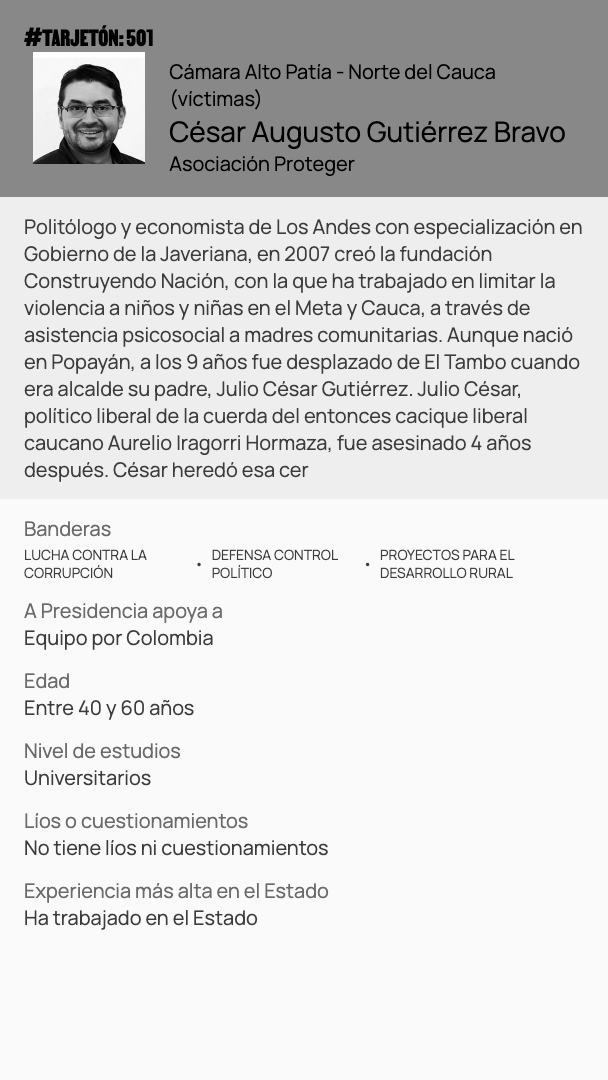 #TARJETÓN: 501
Cámara Alto Patía - Norte del Cauca
(víctimas)
César Augusto Gutiérrez Bravo
Asociación Proteger
Politólogo y economista de Los Andes con especialización en
Gobierno de la Javeriana, en 2007 creó la fundación
Construyendo Nación, con la que ha trabajado en limitar la
violencia a niños y niñas en el Meta y Cauca, a través de
asistencia psicosocial a madres comunitarias. Aunque nació
en Popayán, a los 9 años fue desplazado de El Tambo cuando
era alcalde su padre, Julio César Gutiérrez. Julio César,
político liberal de la cuerda del entonces cacique liberal
caucano Aurelio Iragorri Hormaza, fue asesinado 4 años
después. César heredó esa cer
Banderas
LUCHA CONTRA LA CORRUPCIÓN
• DEFENSA CONTROL POLÍTICO
• PROYECTOS PARA EL DESARROLLO RURAL
A Presidencia apoya a
Equipo por Colombia
Edad
Entre 40 y 60 años
Nivel de estudios
Universitarios
Líos o cuestionamientos
No tiene líos ni cuestionamientos
Experiencia más alta en el Estado
Ha trabajado en el Estado